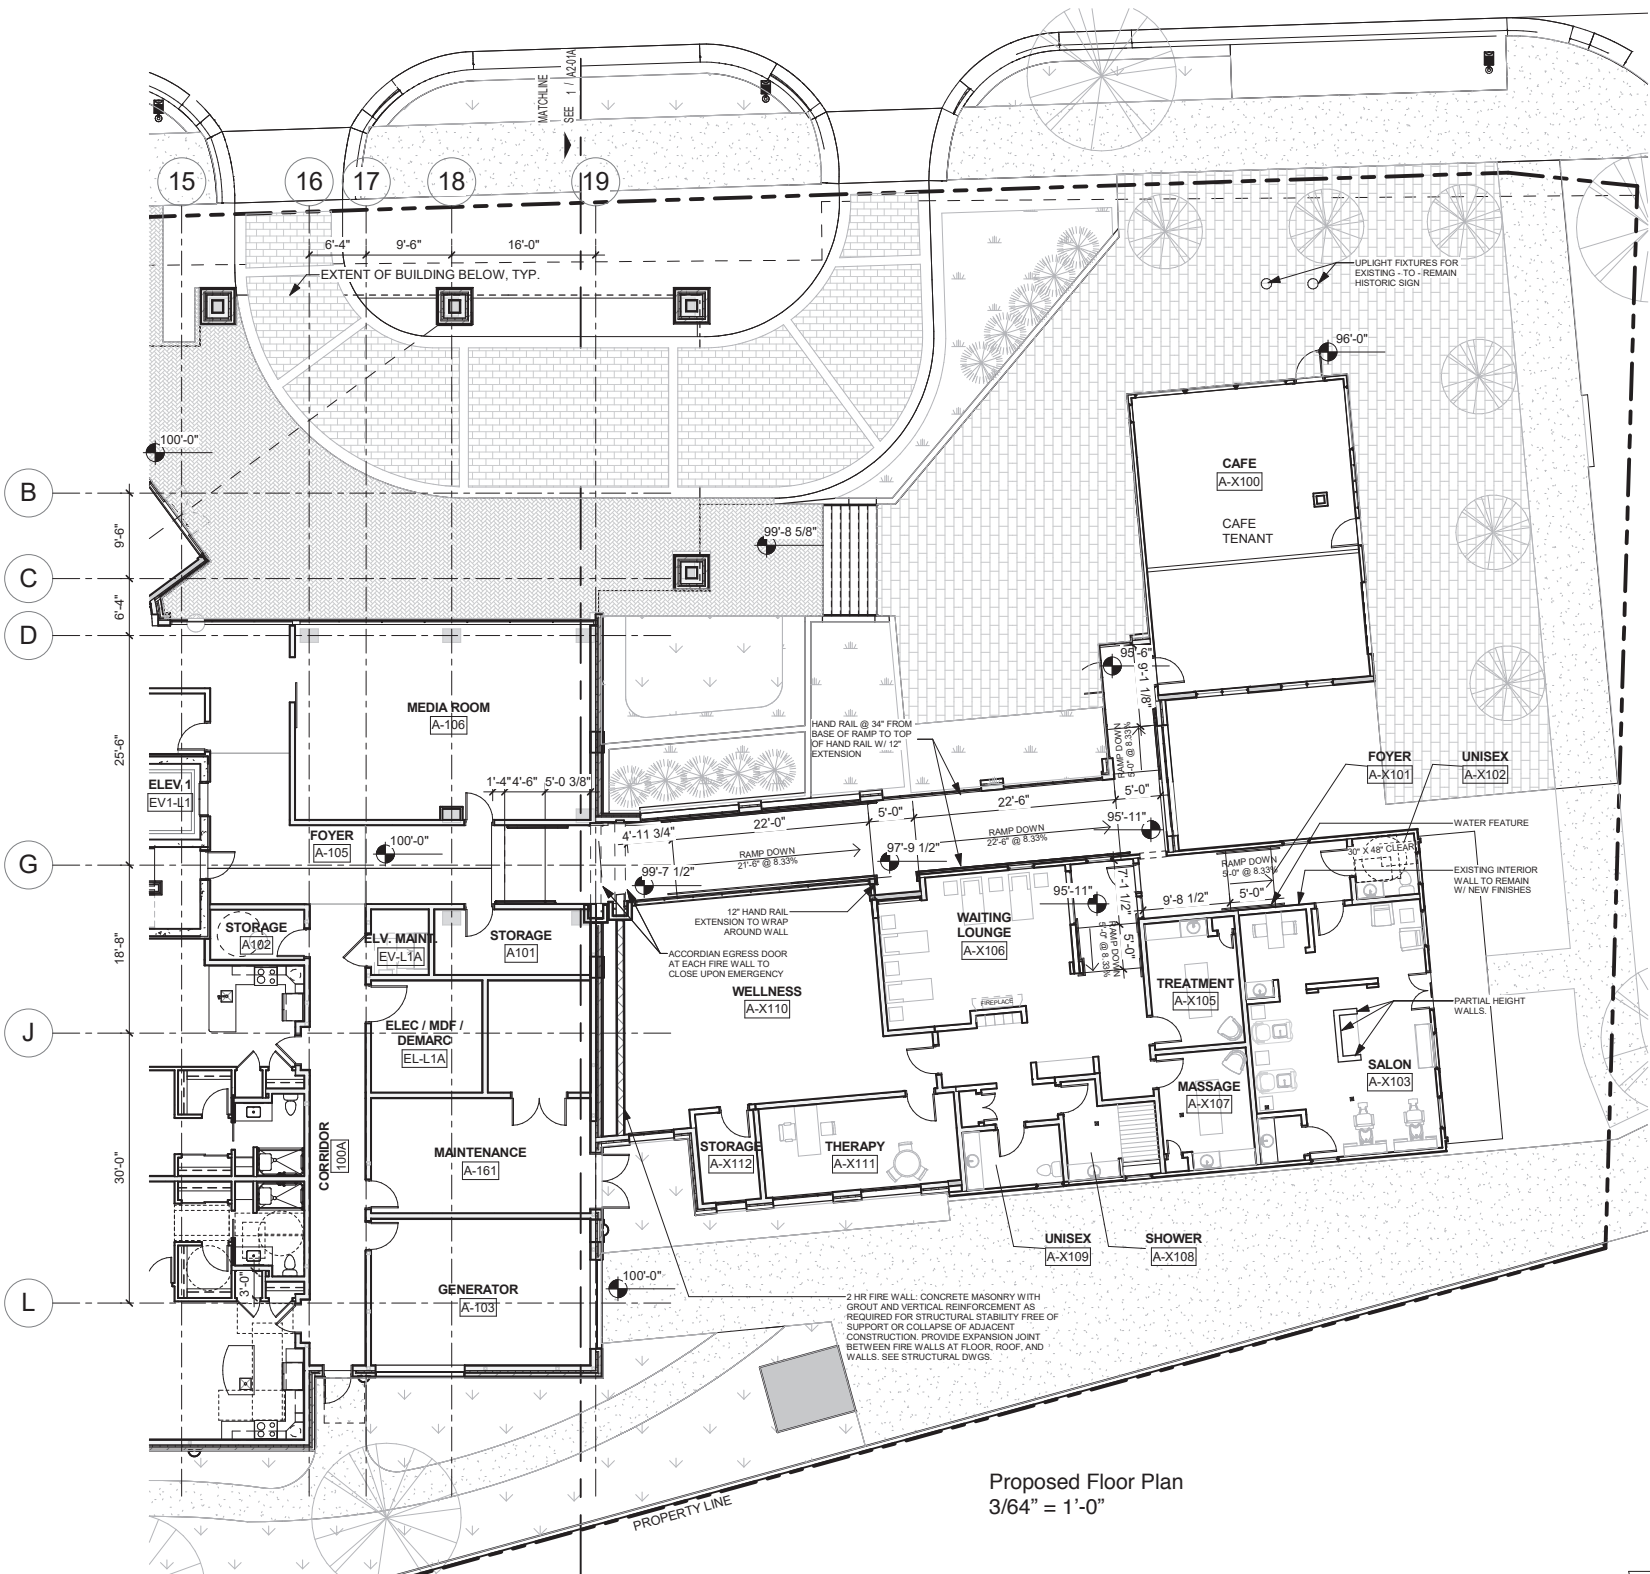 MATCHLINE
SEE 1 / A2-01A
15
16
17
18
19
6'-4"
9'-6"
16'-0"
EXTENT OF BUILDING BELOW, TYP.
UPLIGHT FIXTURES FOR
EXISTING - TO - REMAIN
HISTORIC SIGN
96'-0"
100'-0"
B
9'-6"
C
6'-4"
D
25'-6"
G
18'-8"
J
30'-0"
L
99'-8 5/8"
CAFE
A-X100
CAFE
TENANT
95'-6"
9'-1 1/8"
RAMP DOWN
5'-0" @ 8.33%
MEDIA ROOM
A-106
HAND RAIL @ 34" FROM
BASE OF RAMP TO TOP
OF HAND RAIL W/ 12"
EXTENSION
FOYER
A-X101
UNISEX
A-X102
ELEV 1
EV1-L1
1'-4"
4'-6"
5'-0 3/8"
FOYER
A-105
100'-0"
4'-11 3/4"
22'-0"
5'-0"
22'-6"
5'-0"
RAMP DOWN
21'-6" @ 8.33%
RAMP DOWN
22'-6" @ 8.33%
95'-11"
97'-9 1/2"
99'-7 1/2"
WATER FEATURE
30" X 48" CLEAR
RAMP DOWN
5'-0" @ 8.33%
EXISTING INTERIOR
WALL TO REMAIN
W/ NEW FINISHES
7'-1 1/2"
95'-11"
9'-8 1/2"
5'-0"
5'-0"
RAMP DOWN
5'-0" @ 8.33%
12" HAND RAIL
EXTENSION TO WRAP
AROUND WALL
WAITING
LOUNGE
A-X106
STORAGE
A102
ELV. MAINT.
EV-L1A
STORAGE
A101
ACCORDIAN EGRESS DOOR
AT EACH FIRE WALL TO
CLOSE UPON EMERGENCY
WELLNESS
A-X110
FIREPLACE
TREATMENT
A-X105
PARTIAL HEIGHT
WALLS.
ELEC / MDF /
DEMARC
EL-L1A
SALON
A-X103
MASSAGE
A-X107
CORRIDOR
100A
MAINTENANCE
A-161
STORAGE
A-X112
THERAPY
A-X111
UNISEX
A-X109
SHOWER
A-X108
3'-0"
GENERATOR
A-103
100'-0"
2 HR FIRE WALL: CONCRETE MASONRY WITH
GROUT AND VERTICAL REINFORCEMENT AS
REQUIRED FOR STRUCTURAL STABILITY FREE OF
SUPPORT OR COLLAPSE OF ADJACENT
CONSTRUCTION. PROVIDE EXPANSION JOINT
BETWEEN FIRE WALLS AT FLOOR, ROOF, AND
WALLS. SEE STRUCTURAL DWGS.
PROPERTY LINE
Proposed Floor Plan
3/64" = 1'-0"